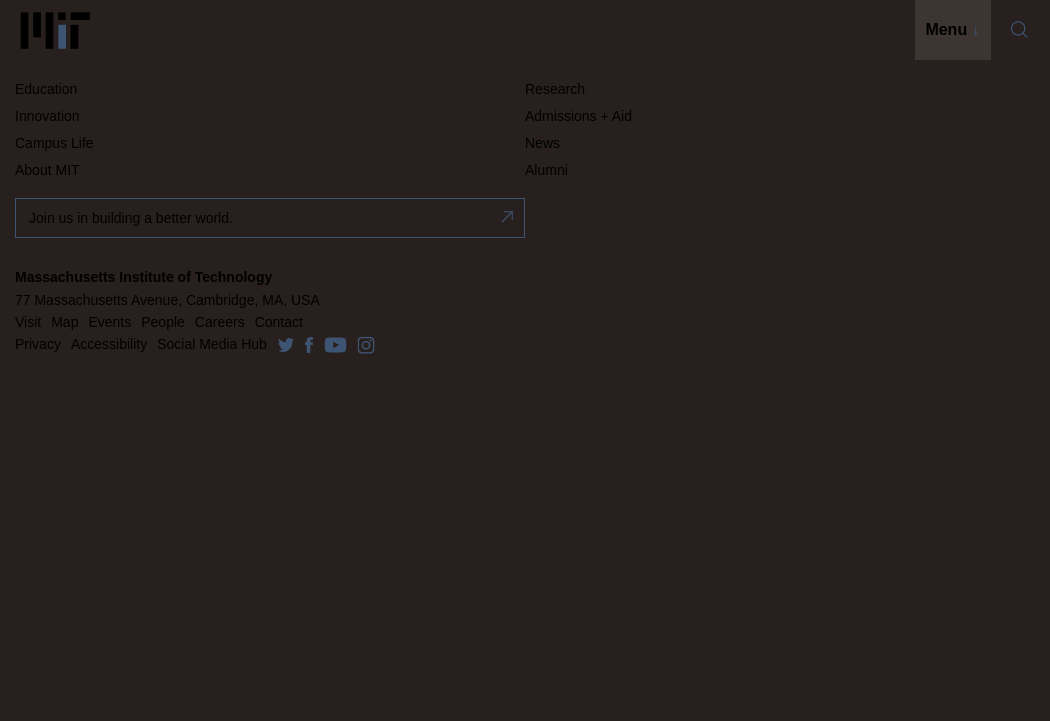 MIT
Menu ↓
Education
Research
Innovation
Admissions + Aid
Campus Life
News
About MIT
Alumni
Join us in building a better world.
Massachusetts Institute of Technology
77 Massachusetts Avenue, Cambridge, MA, USA
Visit Map Events People Careers Contact
Privacy Accessibility Social Media Hub